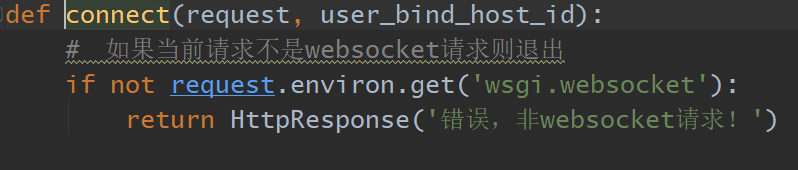 def connect(request, user_bind_host_id):
    #  如果当前请求不是websocket请求则退出
    if not request.environ.get('wsgi.websocket'):
        return HttpResponse('错误，非websocket请求！')